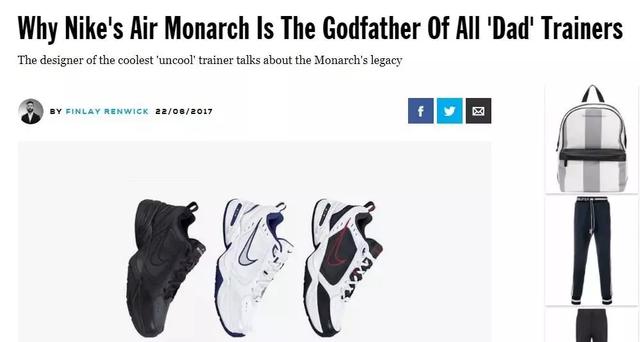 Why Nike's Air Monarch Is The Godfather Of All 'Dad' Trainers
The designer of the coolest 'uncool' trainer talks about the Monarch's legacy
BY FINLAY RENWICK 22/08/2017
f